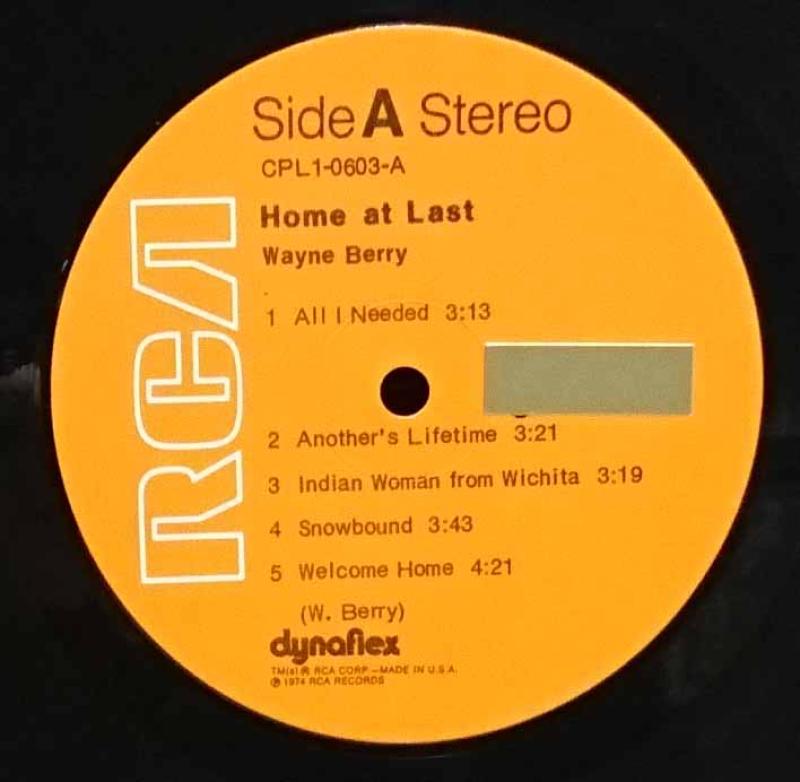 Side A Stereo
CPL1-0603-A
Home at Last
Wayne Berry
1 All I Needed 3:13
2 Another's Lifetime 3:21
3 Indian Woman from Wichita 3:19
4 Snowbound 3:43
5 Welcome Home 4:21
(W. Berry)
dynaflex
TM(s) ® RCA CORP.—MADE IN U.S.A.
℗ 1974 RCA RECORDS
RCA